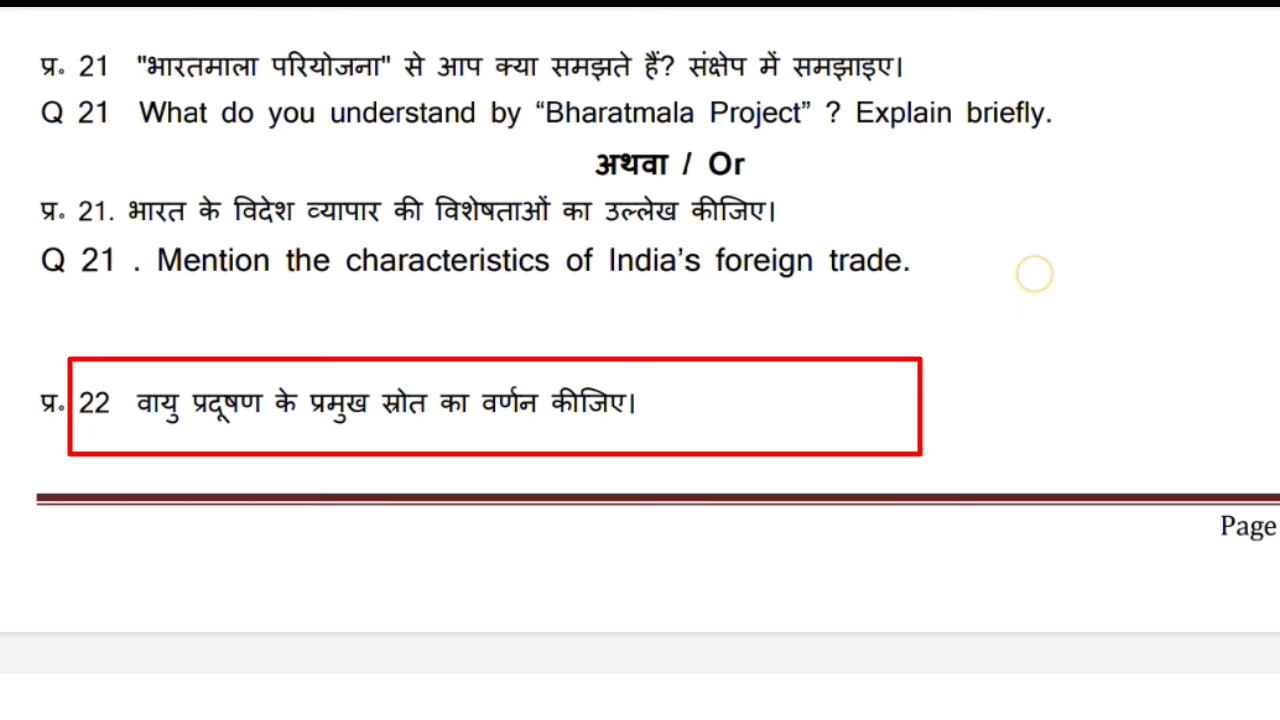 प्र॰ 21 "भारतमाला परियोजना" से आप क्या समझते हैं? संक्षेप में समझाइए।
Q 21 What do you understand by “Bharatmala Project” ? Explain briefly.
अथवा / Or
प्र॰ 21. भारत के विदेश व्यापार की विशेषताओं का उल्लेख कीजिए।
Q 21 . Mention the characteristics of India’s foreign trade.
प्र॰ 22 वायु प्रदूषण के प्रमुख स्रोत का वर्णन कीजिए।
Page